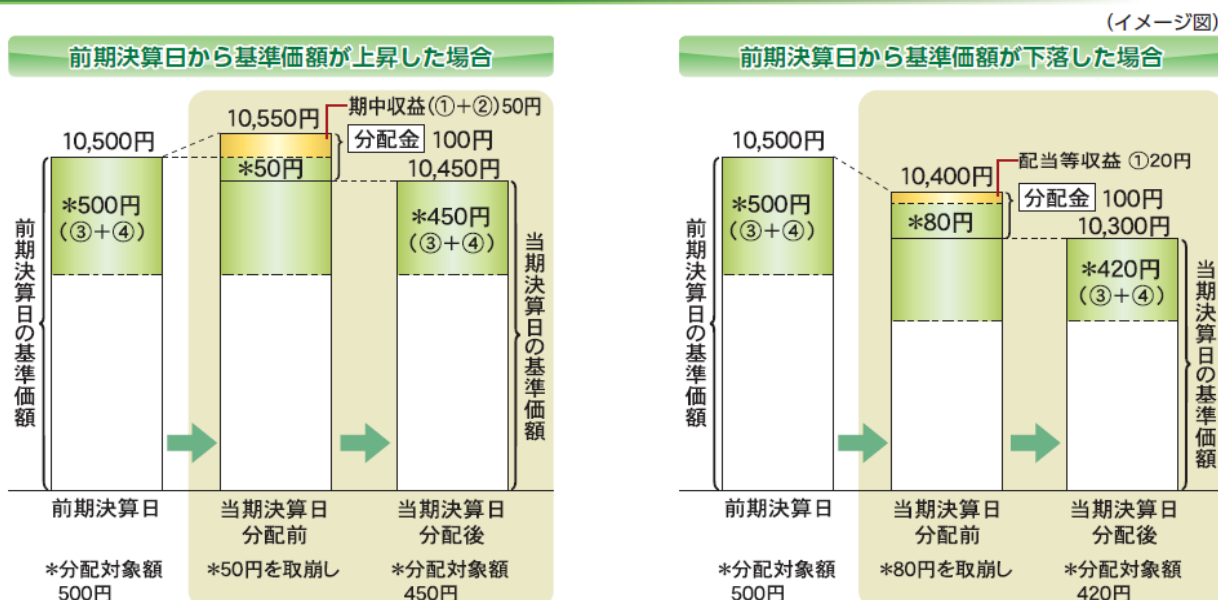 (イメージ図)
前期決算日から基準価額が上昇した場合
期中収益(①+②)50円
10,550円
10,500円
分配金 100円
*50円
10,450円
*500円
(③+④)
*450円
(③+④)
前期決算日の基準価額
当期決算日の基準価額
前期決算日
当期決算日
分配前
当期決算日
分配後
*分配対象額
500円
*50円を取崩し
*分配対象額
450円
前期決算日から基準価額が下落した場合
10,500円
配当等収益 ①20円
10,400円
分配金 100円
*500円
(③+④)
*80円
10,300円
*420円
(③+④)
前期決算日の基準価額
当期決算日の基準価額
前期決算日
当期決算日
分配前
当期決算日
分配後
*分配対象額
500円
*80円を取崩し
*分配対象額
420円